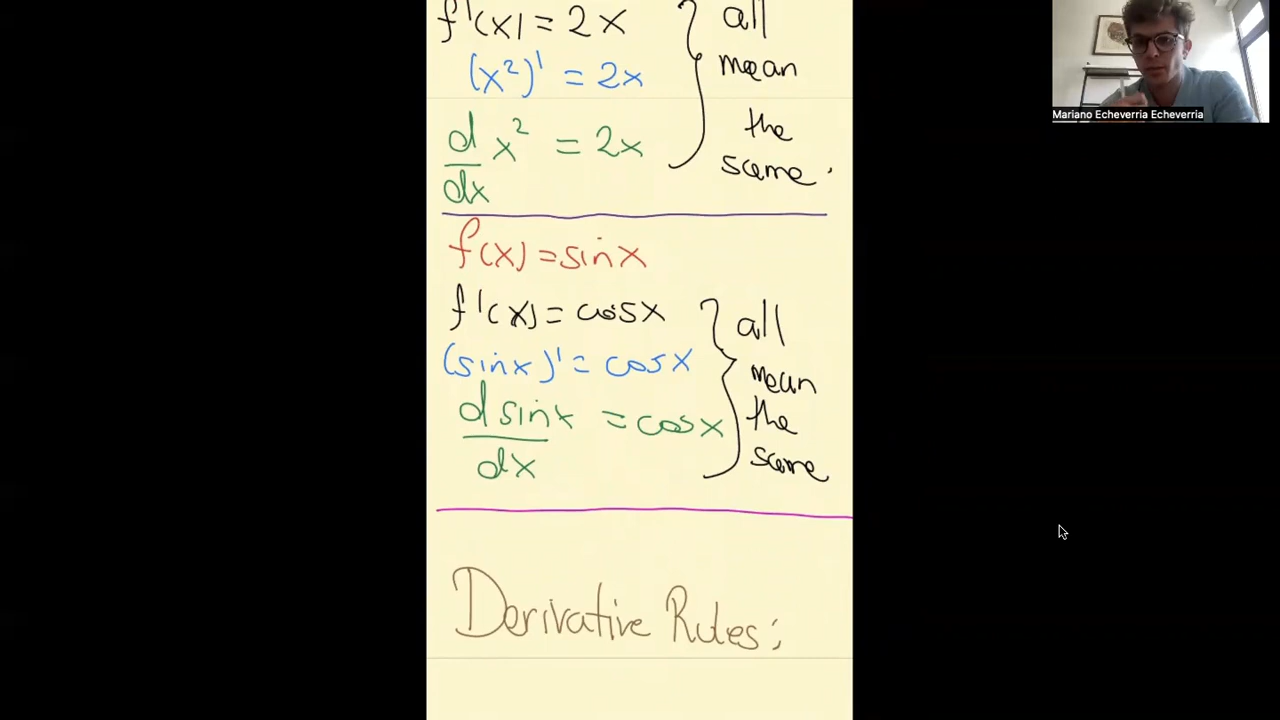 f'(x) = 2x
(x²)' = 2x
d/dx x² = 2x
all
mean
the
same.
f(x) = sin x
f'(x) = cos x
(sin x)' = cos x
d sin x / dx = cos x
all
mean
the
same
Derivative Rules:
Mariano Echeverria Echeverria